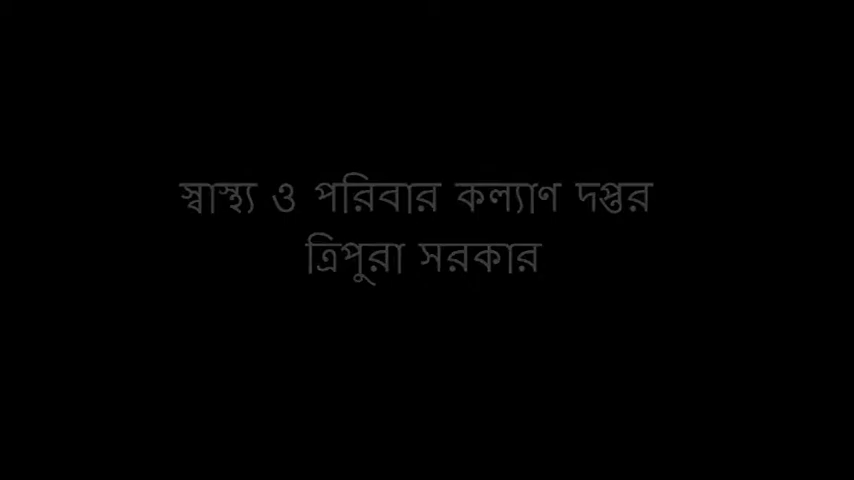 স্বাস্থ্য ও পরিবার কল্যাণ দপ্তর
ত্রিপুরা সরকার